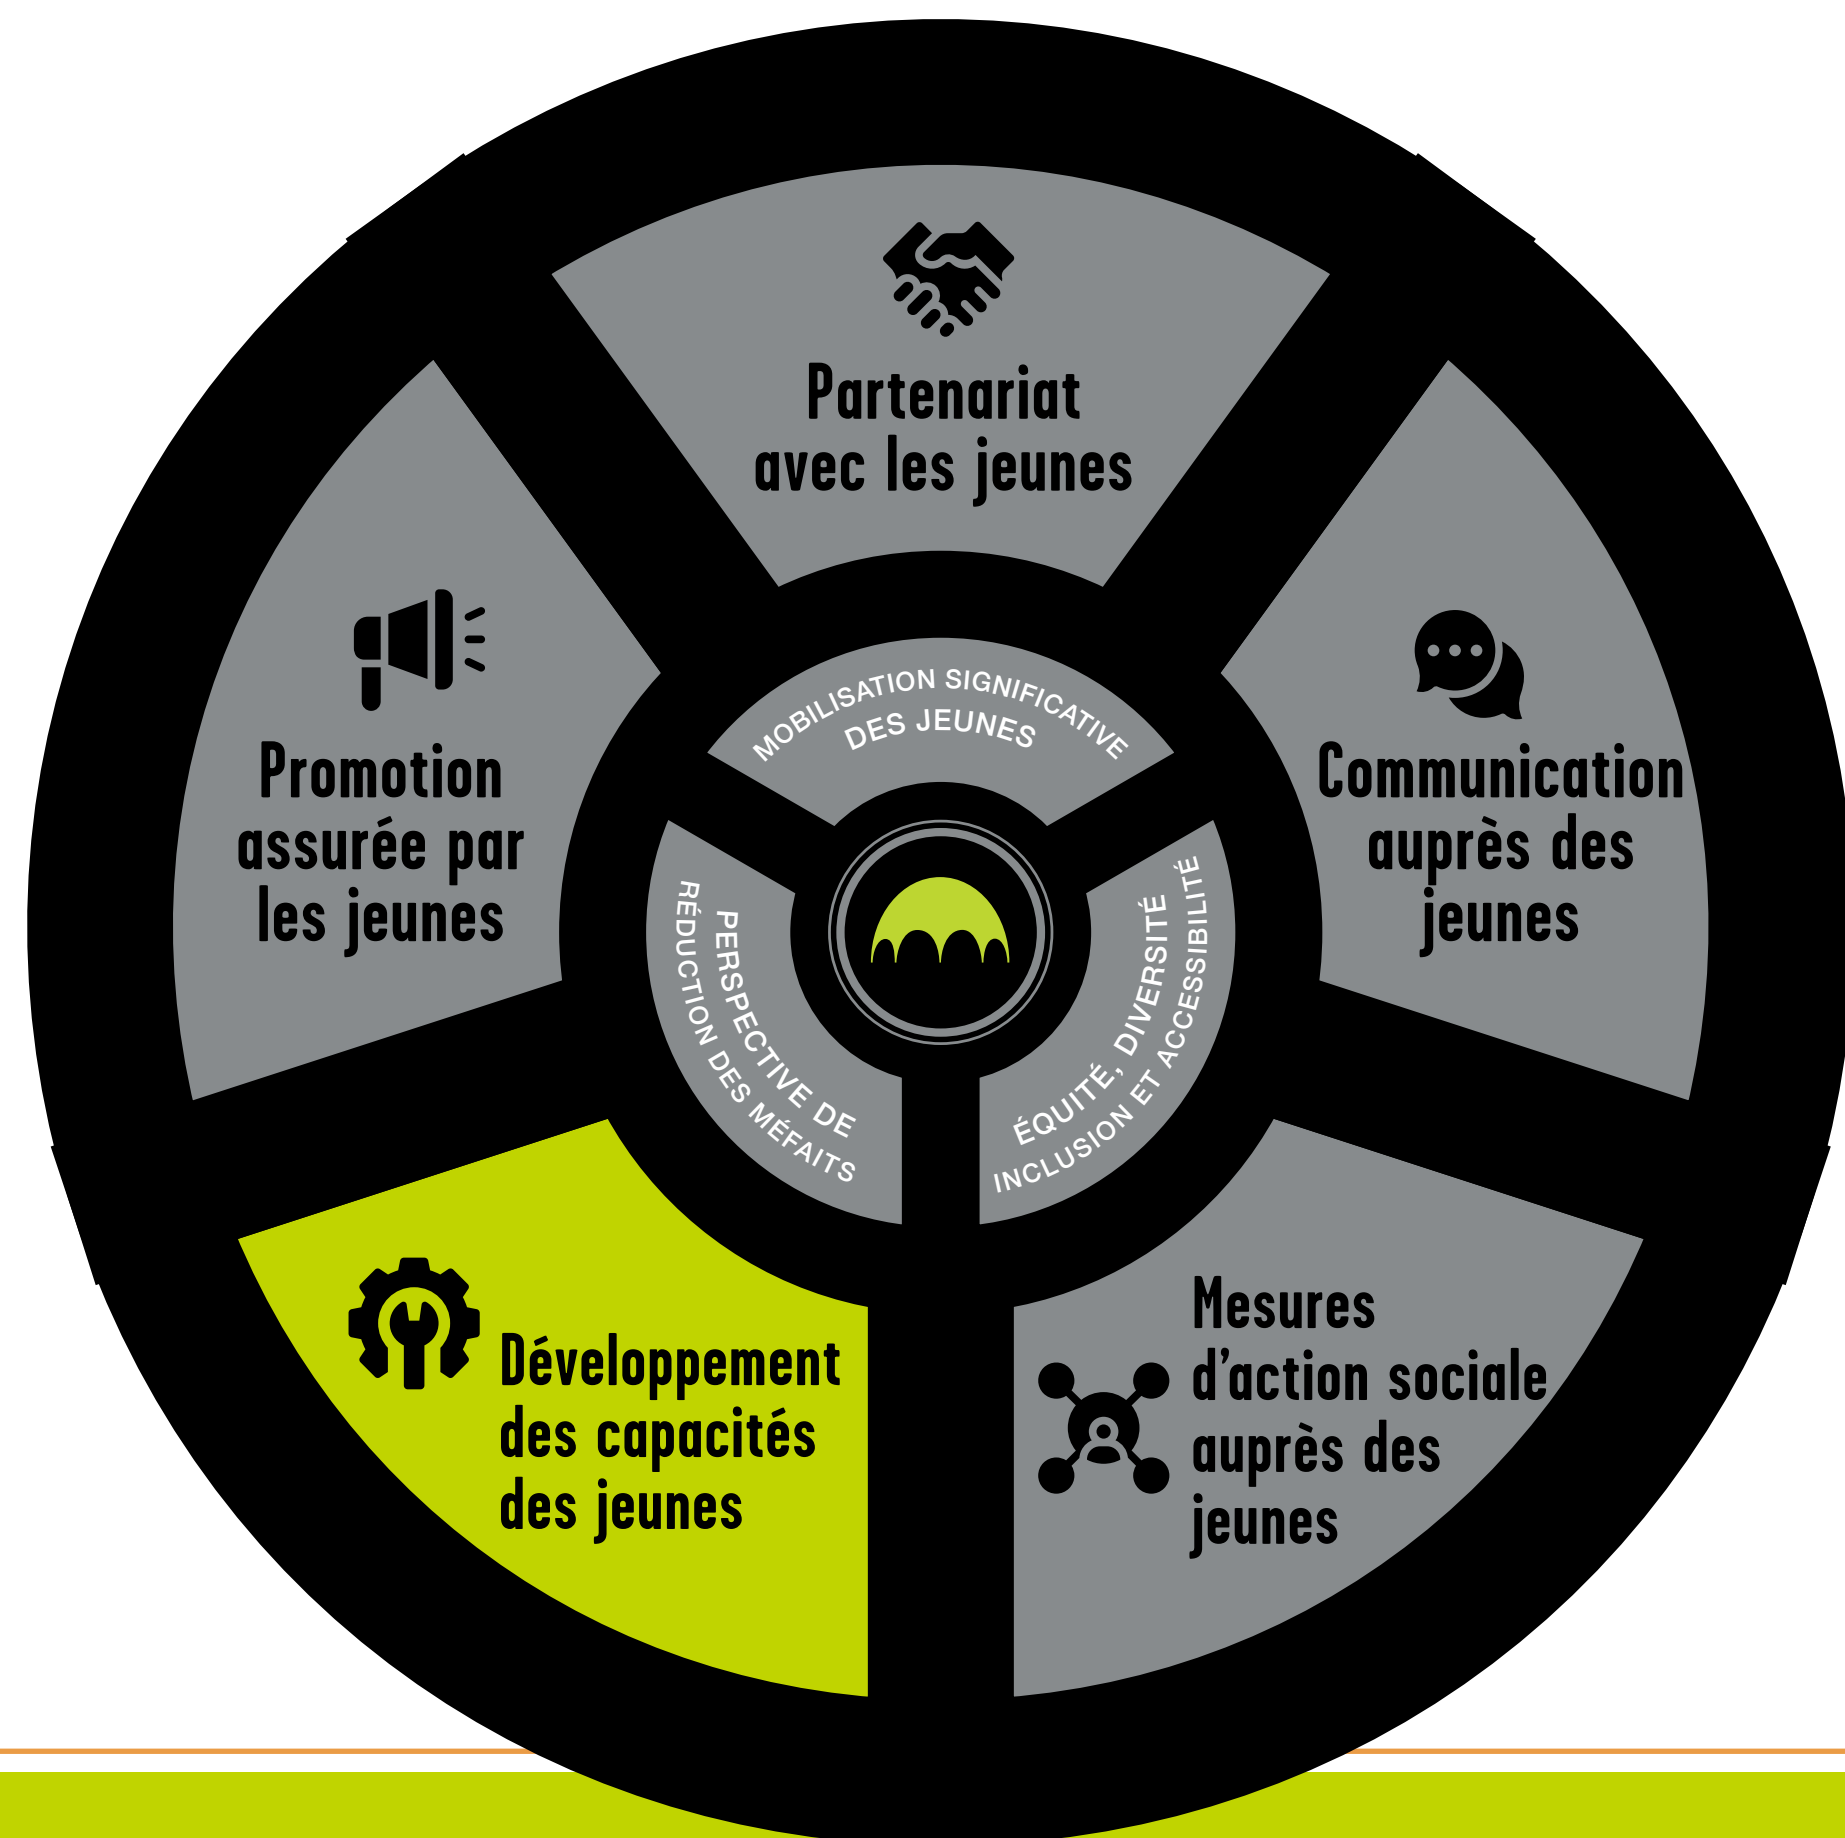 Partenariat
avec les jeunes
Communication
auprès des
jeunes
Mesures
d’action sociale
auprès des
jeunes
Développement
des capacités
des jeunes
Promotion
assurée par
les jeunes
MOBILISATION SIGNIFICATIVE
DES JEUNES
ÉQUITÉ, DIVERSITÉ
INCLUSION ET ACCESSIBILITÉ
PERSPECTIVE DE
RÉDUCTION DES MÉFAITS